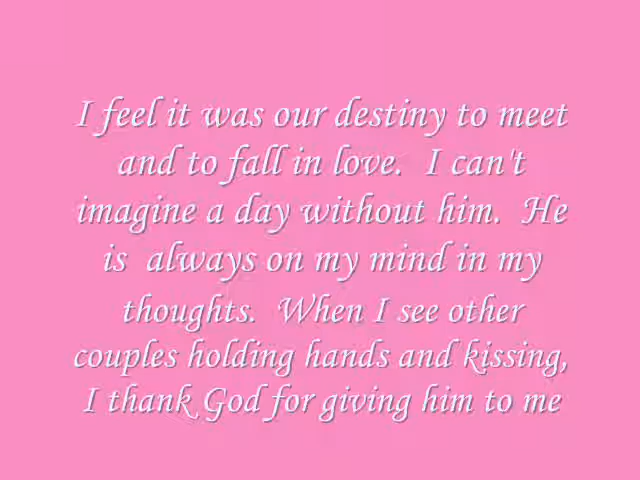 I feel it was our destiny to meet
and to fall in love.  I can't
imagine a day without him.  He
is  always on my mind in my
thoughts.  When I see other
couples holding hands and kissing,
I thank God for giving him to me